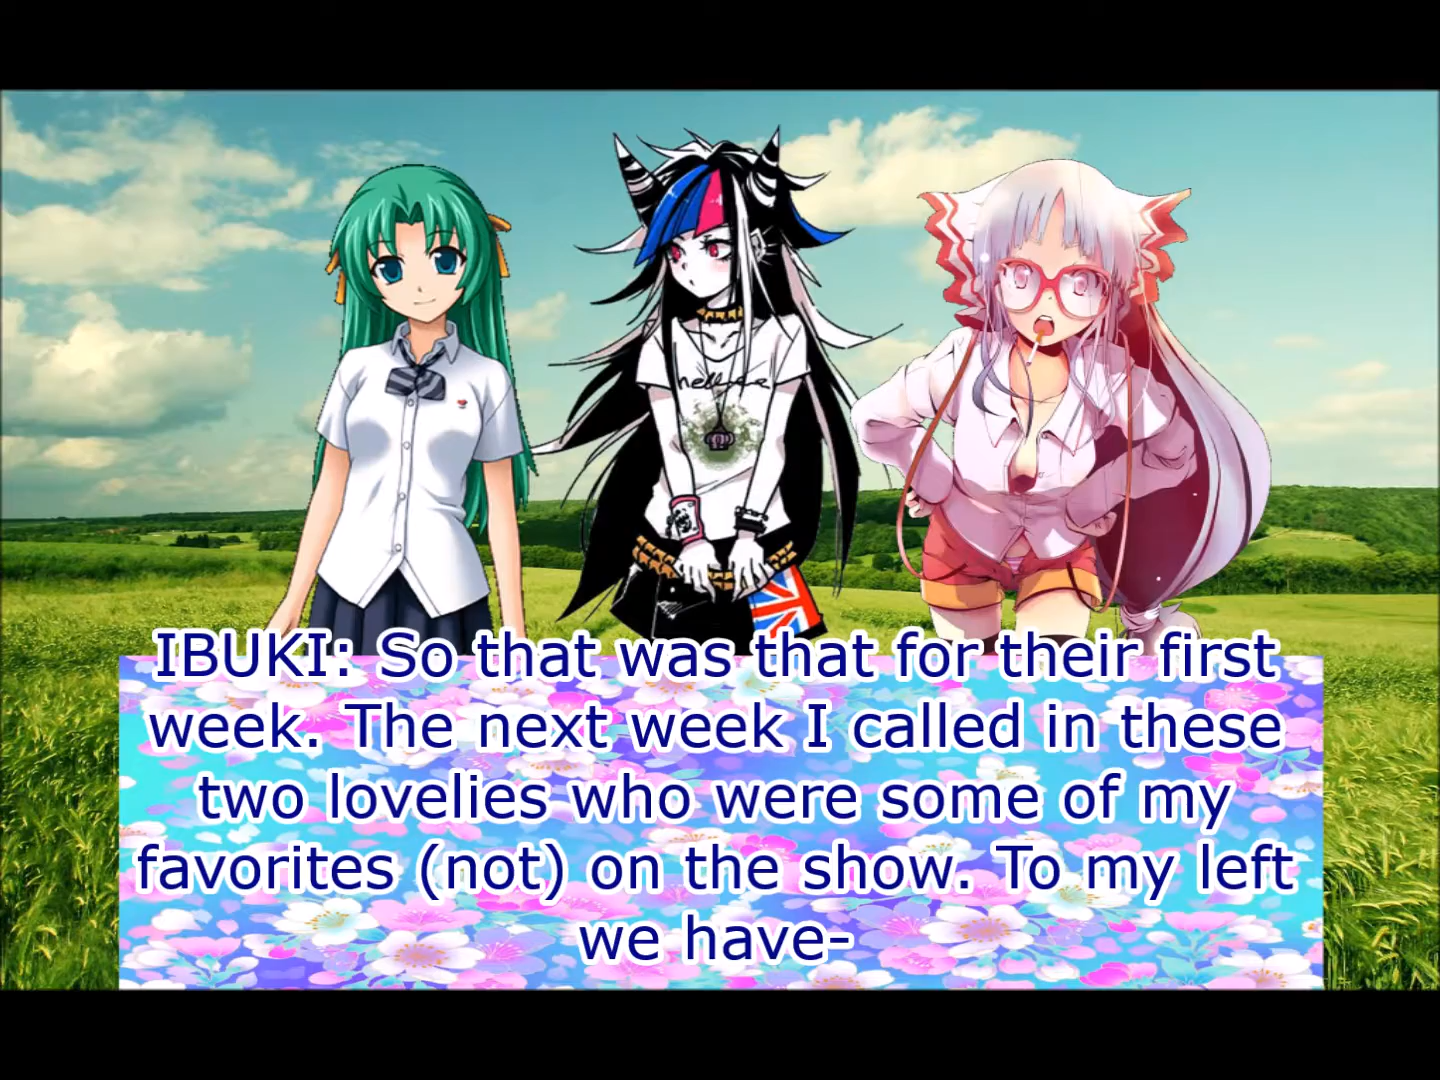 IBUKI: So that was that for their first
week. The next week I called in these
two lovelies who were some of my
favorites (not) on the show. To my left
we have-